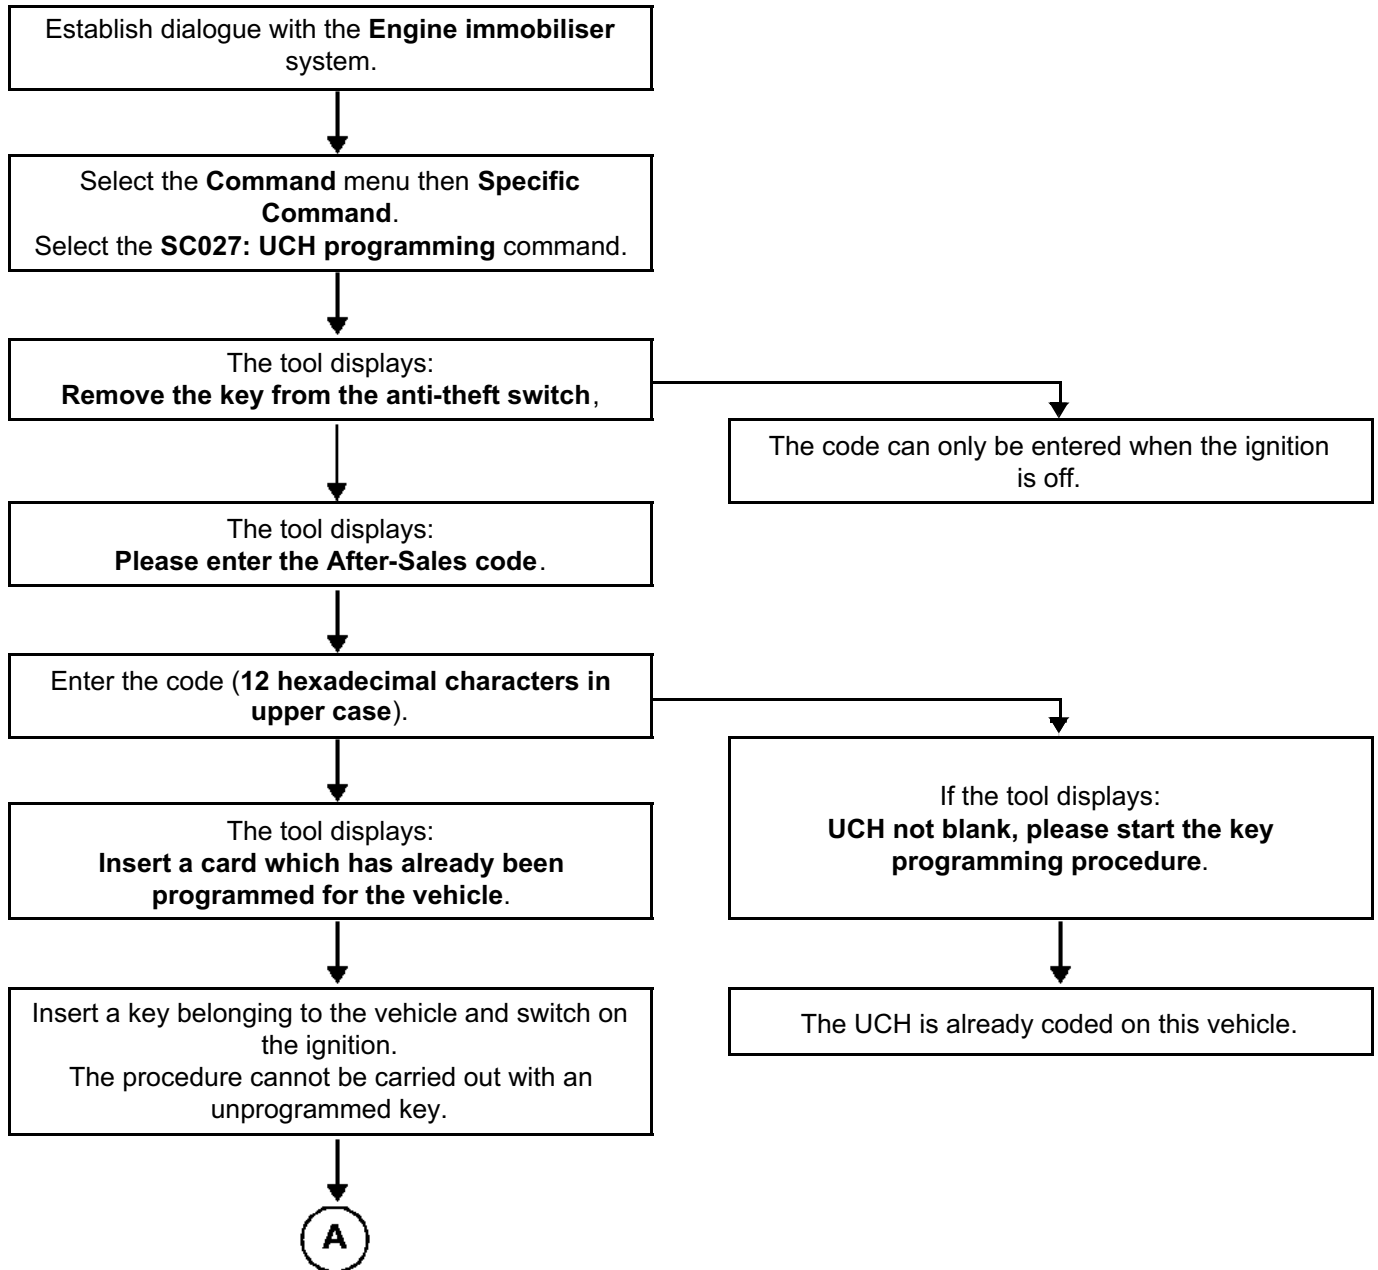 Establish dialogue with the Engine immobiliser
system.
Select the Command menu then Specific
Command.
Select the SC027: UCH programming command.
The tool displays:
Remove the key from the anti-theft switch,
The code can only be entered when the ignition
is off.
The tool displays:
Please enter the After-Sales code.
Enter the code (12 hexadecimal characters in
upper case).
If the tool displays:
UCH not blank, please start the key
programming procedure.
The tool displays:
Insert a card which has already been
programmed for the vehicle.
Insert a key belonging to the vehicle and switch on
the ignition.
The procedure cannot be carried out with an
unprogrammed key.
The UCH is already coded on this vehicle.
A